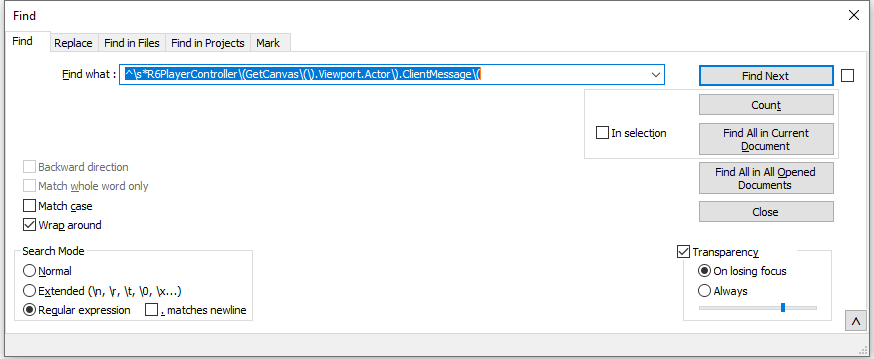 Find
Find Replace Find in Files Find in Projects Mark
Find what : ^\s*R6PlayerController\(GetCanvas\(\).Viewport.Actor\).ClientMessage\(
Find Next
Count
In selection
Find All in Current
Document
Find All in All Opened
Documents
Close
Backward direction
Match whole word only
Match case
Wrap around
Search Mode
Normal
Extended (\n, \r, \t, \0, \x...)
Regular expression
. matches newline
Transparency
On losing focus
Always